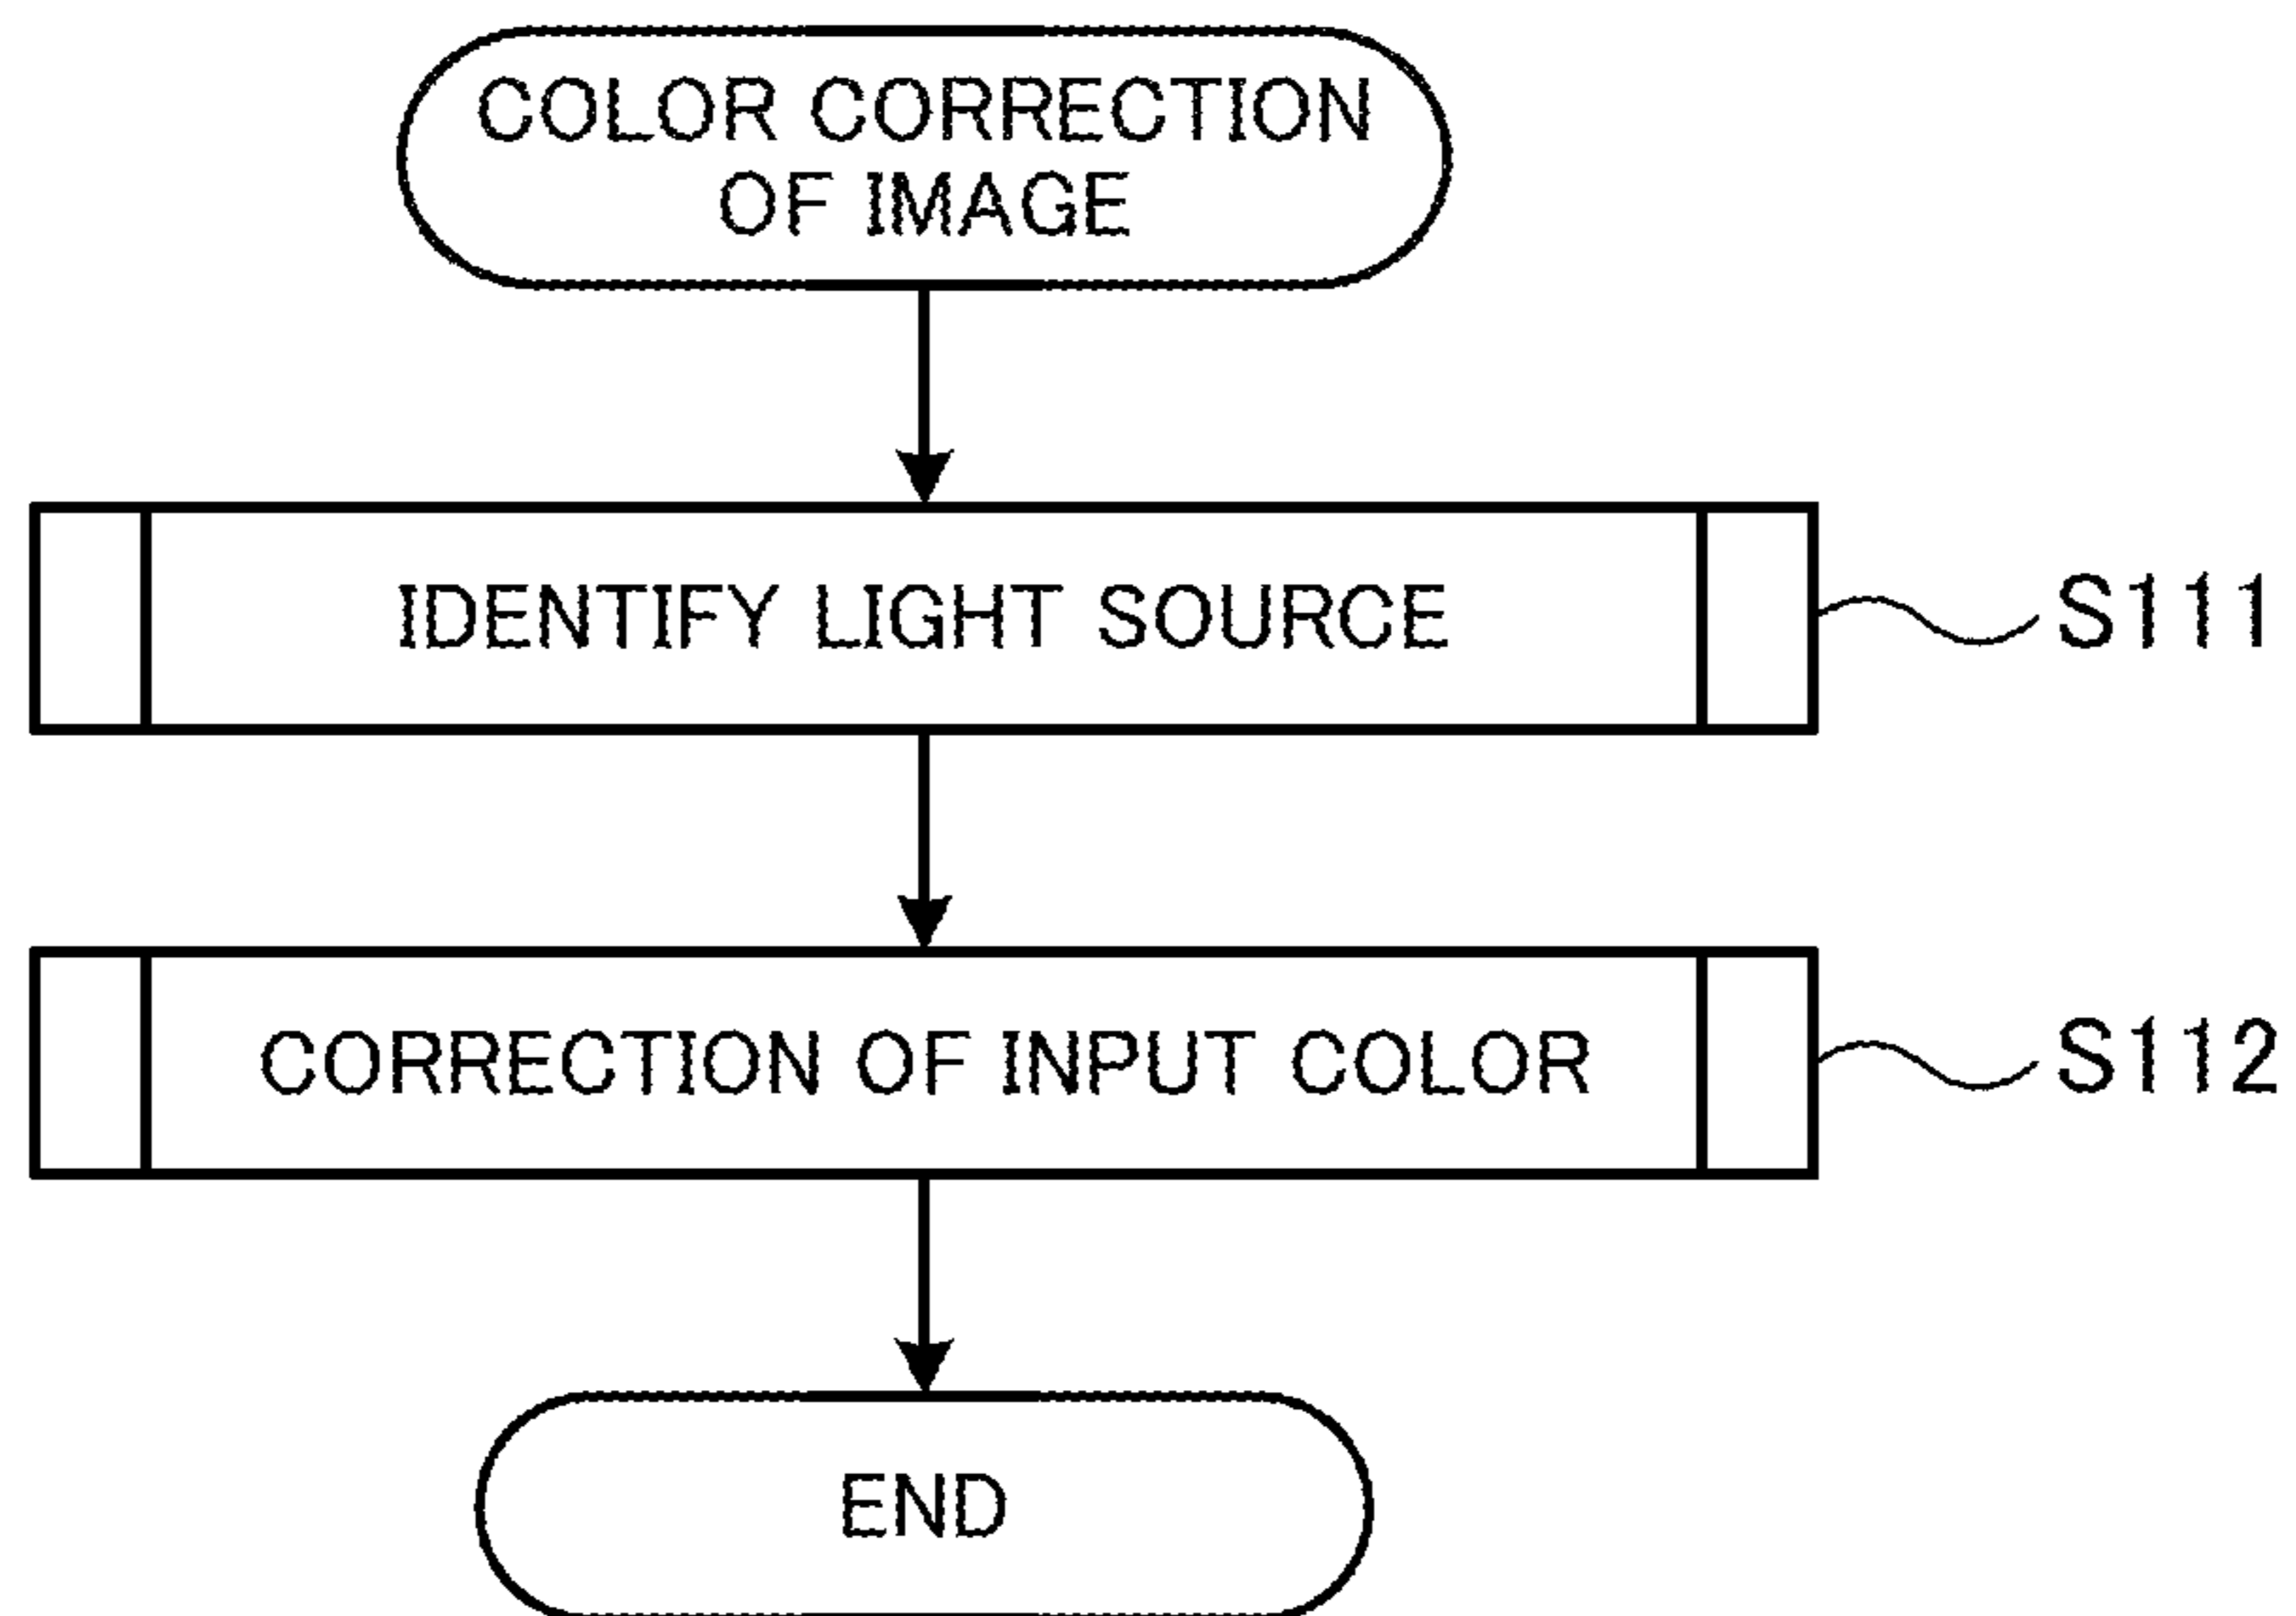 COLOR CORRECTION
OF IMAGE
IDENTIFY LIGHT SOURCE
S111
CORRECTION OF INPUT COLOR
S112
END